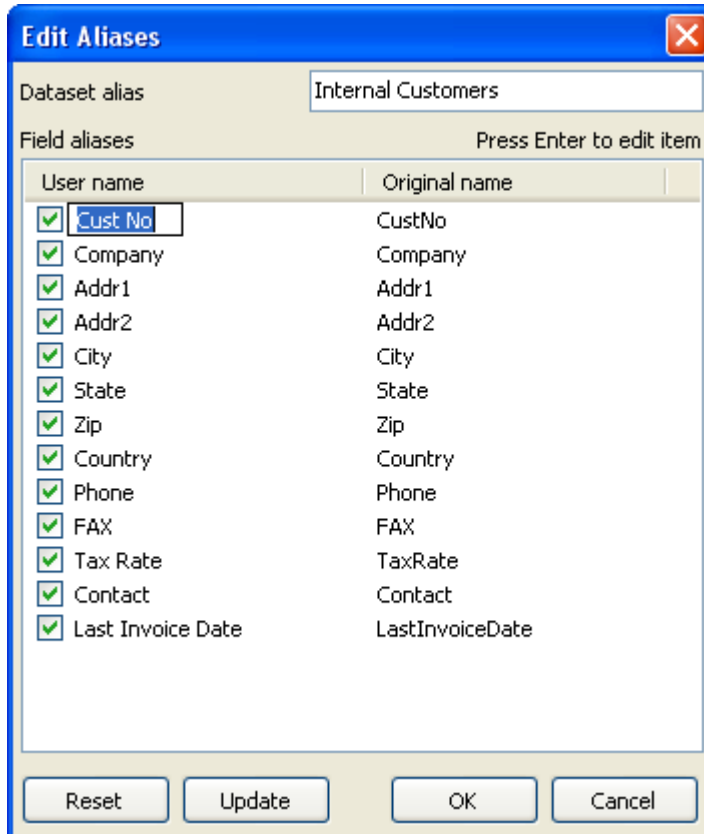 Edit Aliases
Dataset alias Internal Customers
Field aliases Press Enter to edit item
User name Original name
Cust No CustNo
Company Company
Addr1 Addr1
Addr2 Addr2
City City
State State
Zip Zip
Country Country
Phone Phone
FAX FAX
Tax Rate TaxRate
Contact Contact
Last Invoice Date LastInvoiceDate
Reset Update OK Cancel